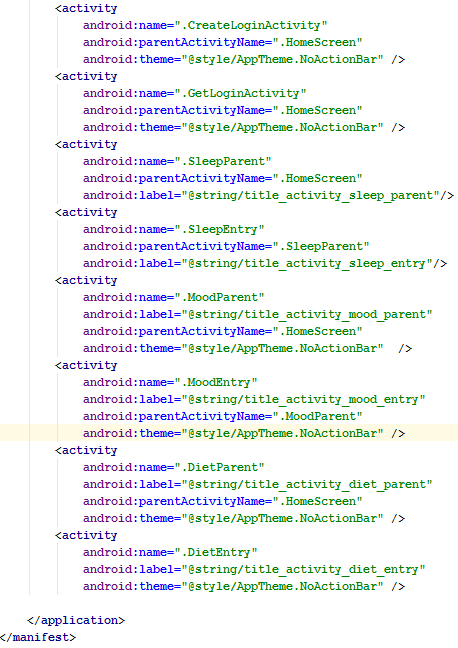 <activity
android:name=".CreateLoginActivity"
android:parentActivityName=".HomeScreen"
android:theme="@style/AppTheme.NoActionBar" />
<activity
android:name=".GetLoginActivity"
android:parentActivityName=".HomeScreen"
android:theme="@style/AppTheme.NoActionBar" />
<activity
android:name=".SleepParent"
android:parentActivityName=".HomeScreen"
android:label="@string/title_activity_sleep_parent"/>
<activity
android:name=".SleepEntry"
android:parentActivityName=".SleepParent"
android:label="@string/title_activity_sleep_entry"/>
<activity
android:name=".MoodParent"
android:label="@string/title_activity_mood_parent"
android:parentActivityName=".HomeScreen"
android:theme="@style/AppTheme.NoActionBar"  />
<activity
android:name=".MoodEntry"
android:label="@string/title_activity_mood_entry"
android:parentActivityName=".MoodParent"
android:theme="@style/AppTheme.NoActionBar" />
<activity
android:name=".DietParent"
android:label="@string/title_activity_diet_parent"
android:parentActivityName=".HomeScreen"
android:theme="@style/AppTheme.NoActionBar" />
<activity
android:name=".DietEntry"
android:label="@string/title_activity_diet_entry"
android:theme="@style/AppTheme.NoActionBar" />
</application>
</manifest>